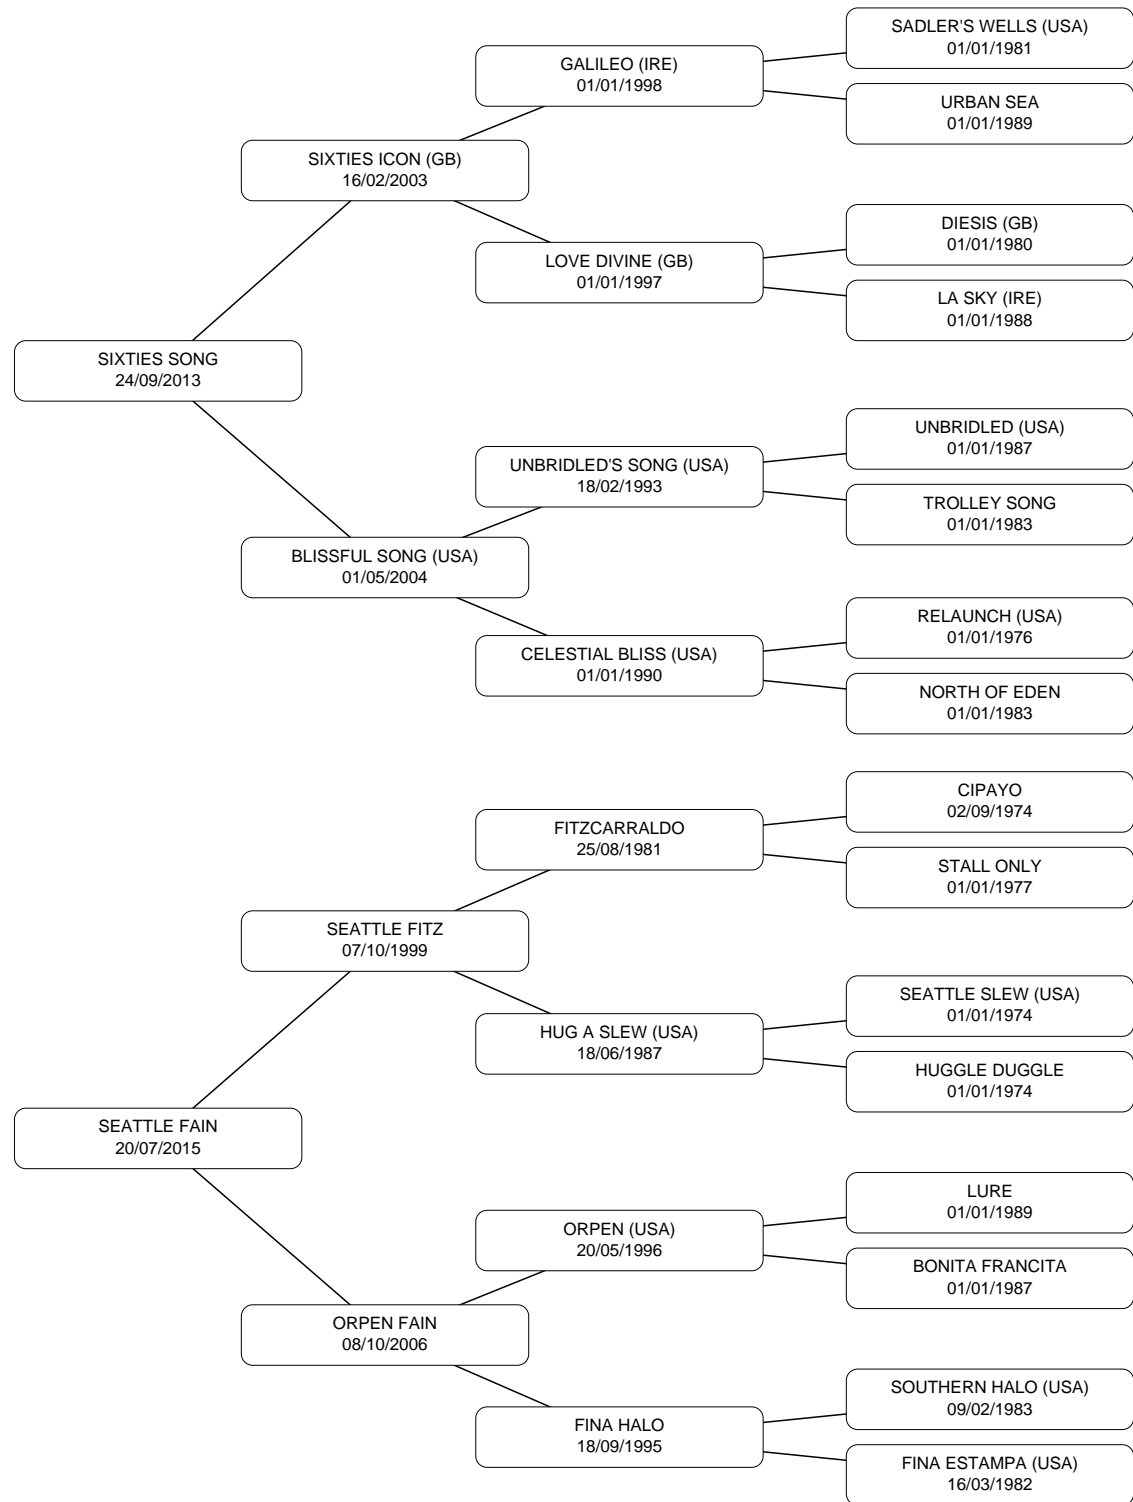 SADLER'S WELLS (USA)
01/01/1981
GALILEO (IRE)
01/01/1998
URBAN SEA
01/01/1989
SIXTIES ICON (GB)
16/02/2003
DIESIS (GB)
01/01/1980
LOVE DIVINE (GB)
01/01/1997
LA SKY (IRE)
01/01/1988
SIXTIES SONG
24/09/2013
UNBRIDLED (USA)
01/01/1987
UNBRIDLED'S SONG (USA)
18/02/1993
TROLLEY SONG
01/01/1983
BLISSFUL SONG (USA)
01/05/2004
RELAUNCH (USA)
01/01/1976
CELESTIAL BLISS (USA)
01/01/1990
NORTH OF EDEN
01/01/1983
CIPAYO
02/09/1974
FITZCARRALDO
25/08/1981
STALL ONLY
01/01/1977
SEATTLE FITZ
07/10/1999
SEATTLE SLEW (USA)
01/01/1974
HUG A SLEW (USA)
18/06/1987
HUGGLE DUGGLE
01/01/1974
SEATTLE FAIN
20/07/2015
LURE
01/01/1989
ORPEN (USA)
20/05/1996
BONITA FRANCITA
01/01/1987
ORPEN FAIN
08/10/2006
SOUTHERN HALO (USA)
09/02/1983
FINA HALO
18/09/1995
FINA ESTAMPA (USA)
16/03/1982